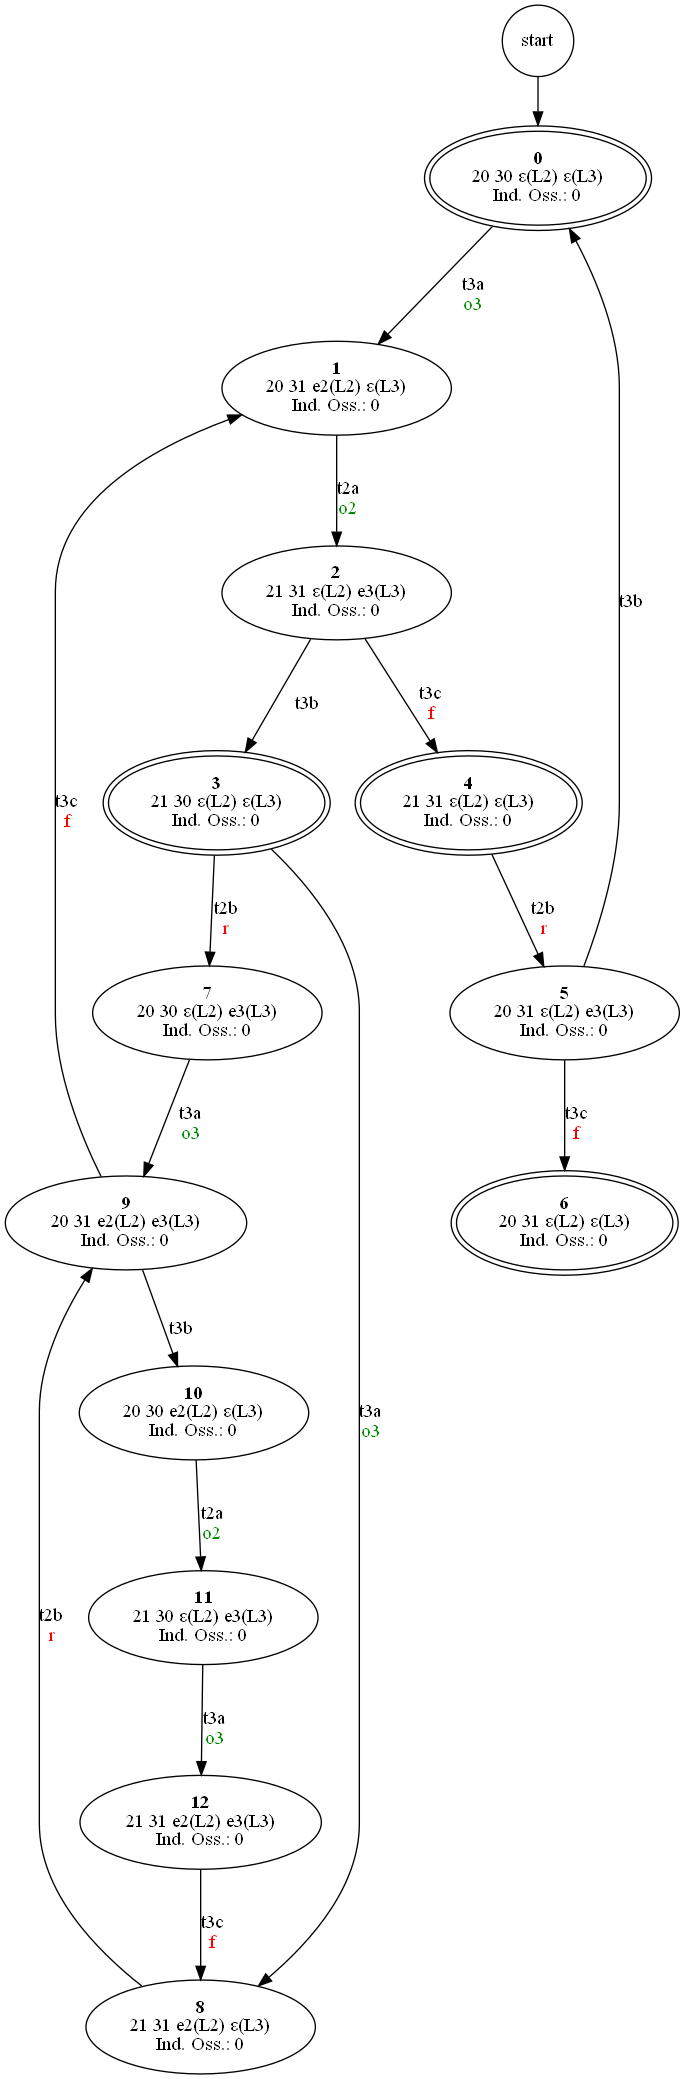 start
0
20 30 ε(L2) ε(L3)
Ind. Oss.: 0
t3a
o3
1
20 31 e2(L2) ε(L3)
Ind. Oss.: 0
t2a
o2
2
21 31 ε(L2) e3(L3)
Ind. Oss.: 0
t3b
t3b
t3c
f
3
21 30 ε(L2) ε(L3)
Ind. Oss.: 0
4
21 31 ε(L2) ε(L3)
Ind. Oss.: 0
t3c
f
t2b
r
t2b
r
7
20 30 ε(L2) e3(L3)
Ind. Oss.: 0
5
20 31 ε(L2) e3(L3)
Ind. Oss.: 0
t3a
o3
t3c
f
9
20 31 e2(L2) e3(L3)
Ind. Oss.: 0
6
20 31 ε(L2) ε(L3)
Ind. Oss.: 0
t3b
10
20 30 e2(L2) ε(L3)
Ind. Oss.: 0
t3a
o3
t2a
o2
11
21 30 ε(L2) e3(L3)
Ind. Oss.: 0
t2b
r
t3a
o3
12
21 31 e2(L2) e3(L3)
Ind. Oss.: 0
t3c
f
8
21 31 e2(L2) ε(L3)
Ind. Oss.: 0